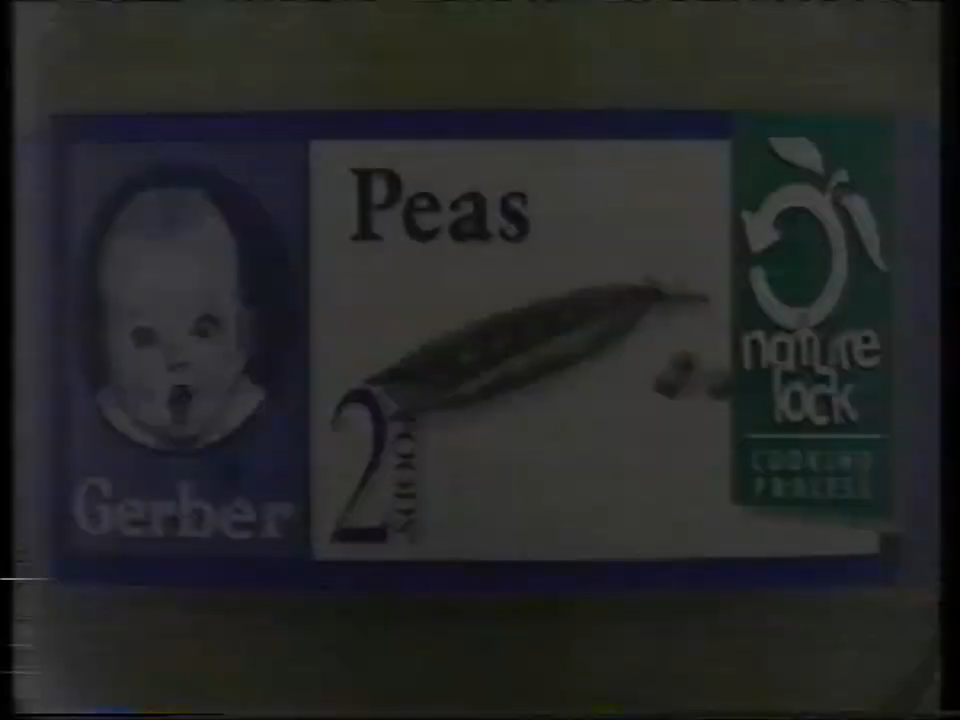 Peas
Gerber
2
FOODS
nature
lock
COOKING
PROCESS